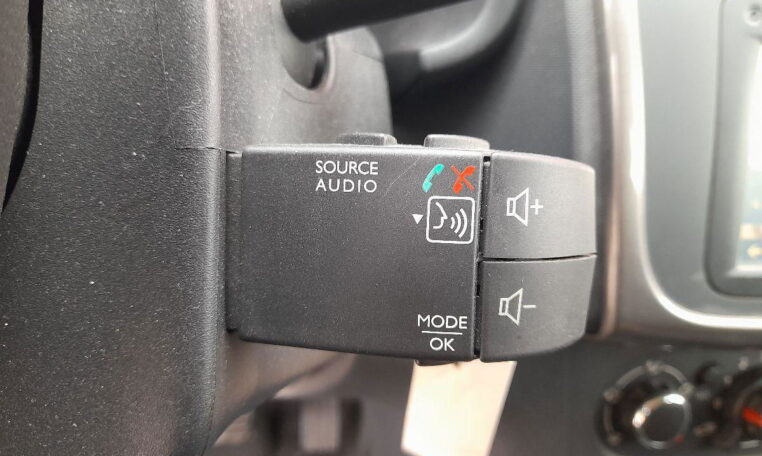 SOURCE
AUDIO
+
-
MODE
OK